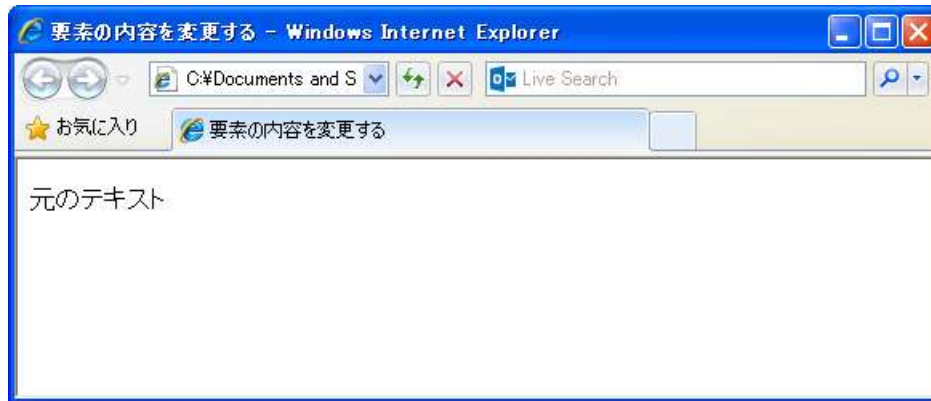 要素の内容を変更する - Windows Internet Explorer
C:¥Documents and S
Live Search
お気に入り
要素の内容を変更する
元のテキスト